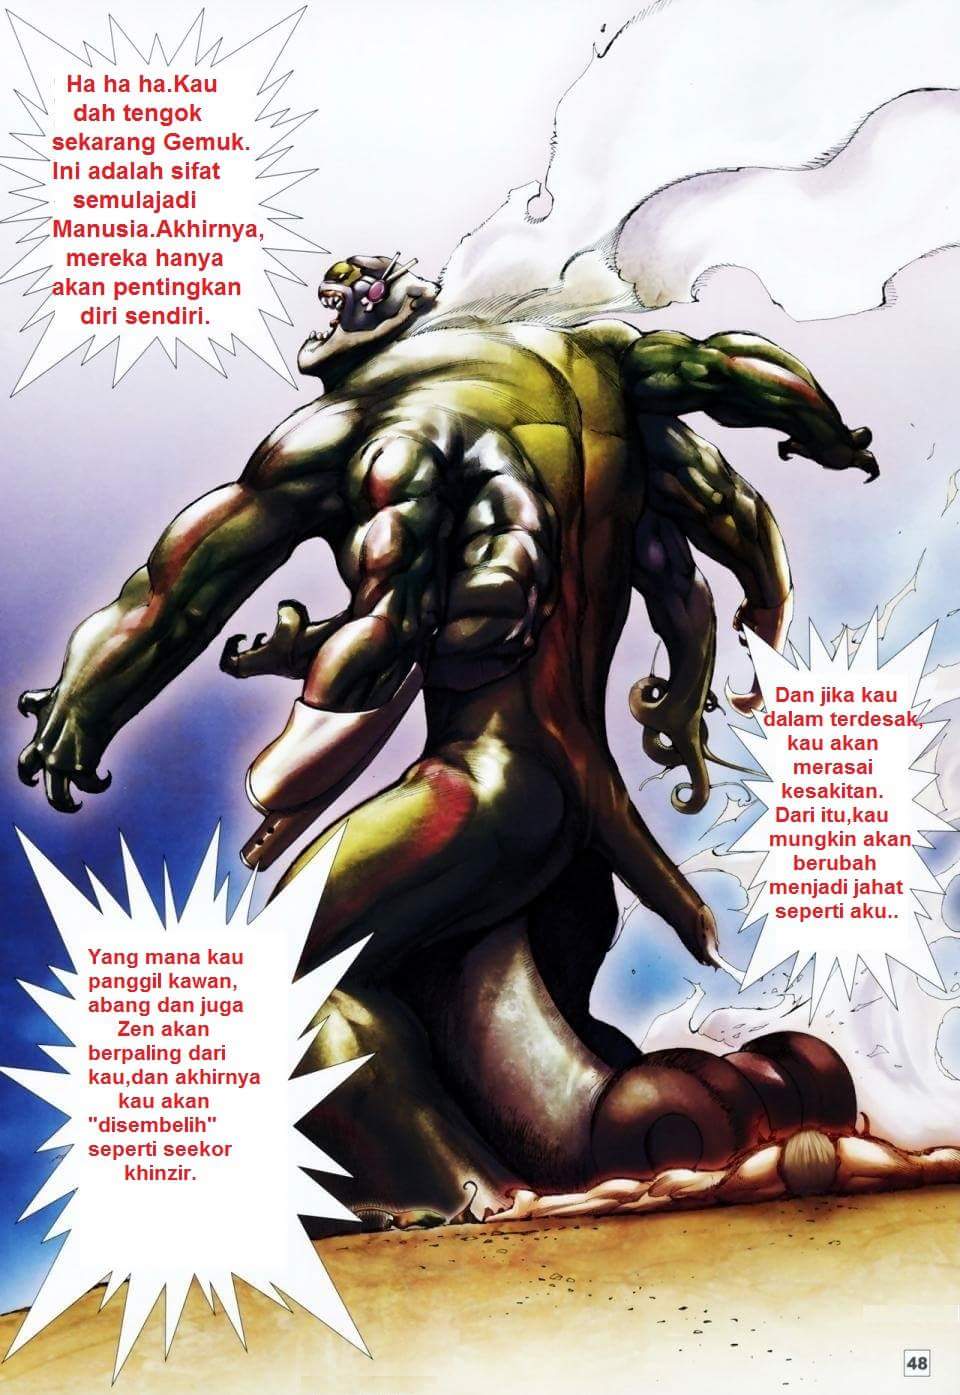 Ha ha ha.Kau
dah tengok
sekarang Gemuk.
Ini adalah sifat
semulajadi
Manusia.Akhirnya,
mereka hanya
akan pentingkan
diri sendiri.
Dan jika kau
dalam terdesak,
kau akan
merasai
kesakitan.
Dari itu,kau
mungkin akan
berubah
menjadi jahat
seperti aku..
Yang mana kau
panggil kawan,
abang dan juga
Zen akan
berpaling dari
kau,dan akhirnya
kau akan
"disembelih"
seperti seekor
khinzir.
48